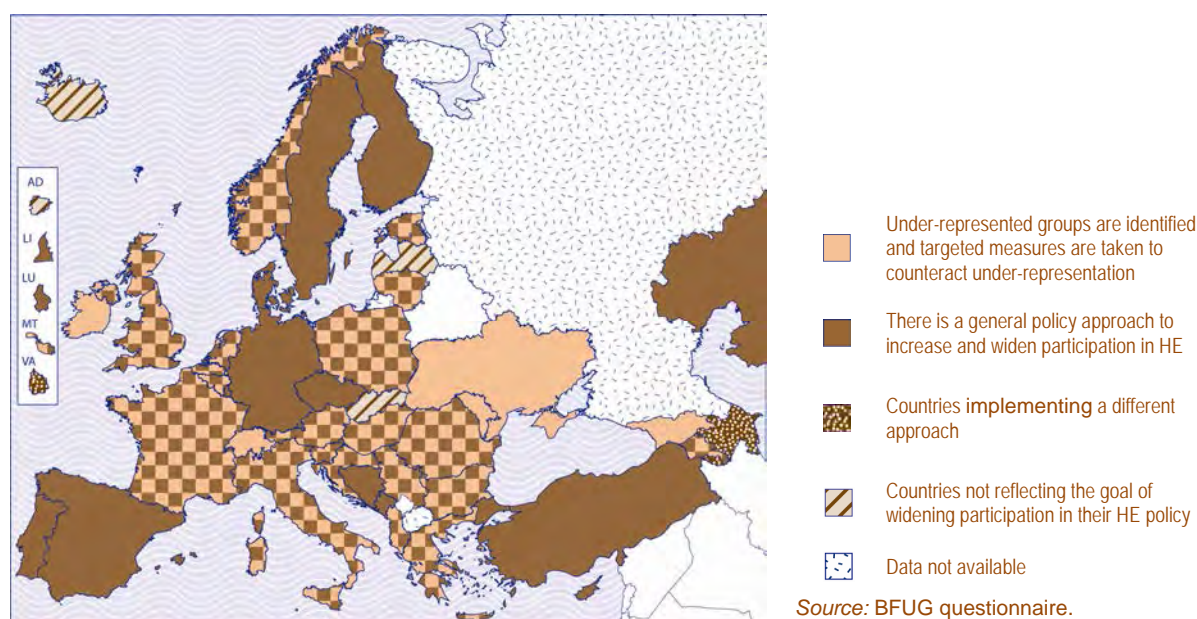 AD
LI
LU
MT
VA
Under-represented groups are identified
and targeted measures are taken to
counteract under-representation
There is a general policy approach to
increase and widen participation in HE
Countries implementing a different
approach
Countries not reflecting the goal of
widening participation in their HE policy
Data not available
Source: BFUG questionnaire.